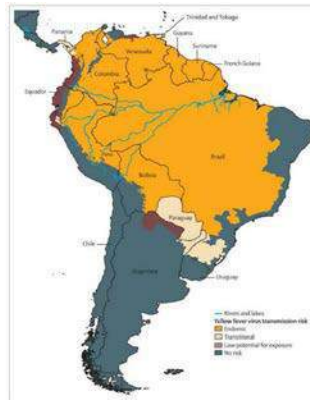 Trinidad and Tobago
Panama
Guyana
Venezuela
Suriname
French Guiana
Colombia
Ecuador
Brazil
Bolivia
Paraguay
Chile
Argentina
Uruguay
Rivers and lakes
Yellow fever virus transmission risk
Endemic
Transitional
Low potential for exposure
No risk